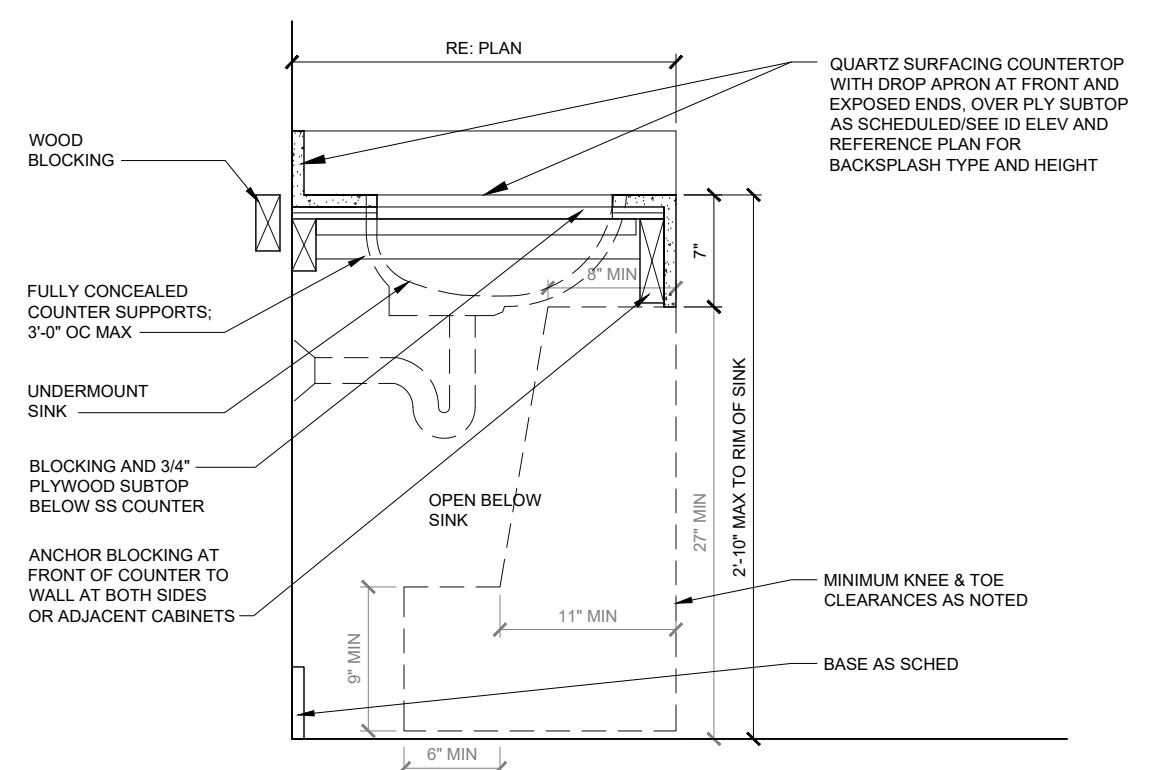 RE: PLAN
QUARTZ SURFACING COUNTERTOP
WITH DROP APRON AT FRONT AND
EXPOSED ENDS, OVER PLY SUBTOP
AS SCHEDULED/SEE ID ELEV AND
REFERENCE PLAN FOR
BACKSPLASH TYPE AND HEIGHT
WOOD
BLOCKING
7"
8" MIN
FULLY CONCEALED
COUNTER SUPPORTS;
3'-0" OC MAX
UNDERMOUNT
SINK
2'-10" MAX TO RIM OF SINK
27" MIN
BLOCKING AND 3/4"
PLYWOOD SUBTOP
BELOW SS COUNTER
OPEN BELOW
SINK
ANCHOR BLOCKING AT
FRONT OF COUNTER TO
WALL AT BOTH SIDES
OR ADJACENT CABINETS
MINIMUM KNEE & TOE
CLEARANCES AS NOTED
11" MIN
9" MIN
BASE AS SCHED
6" MIN